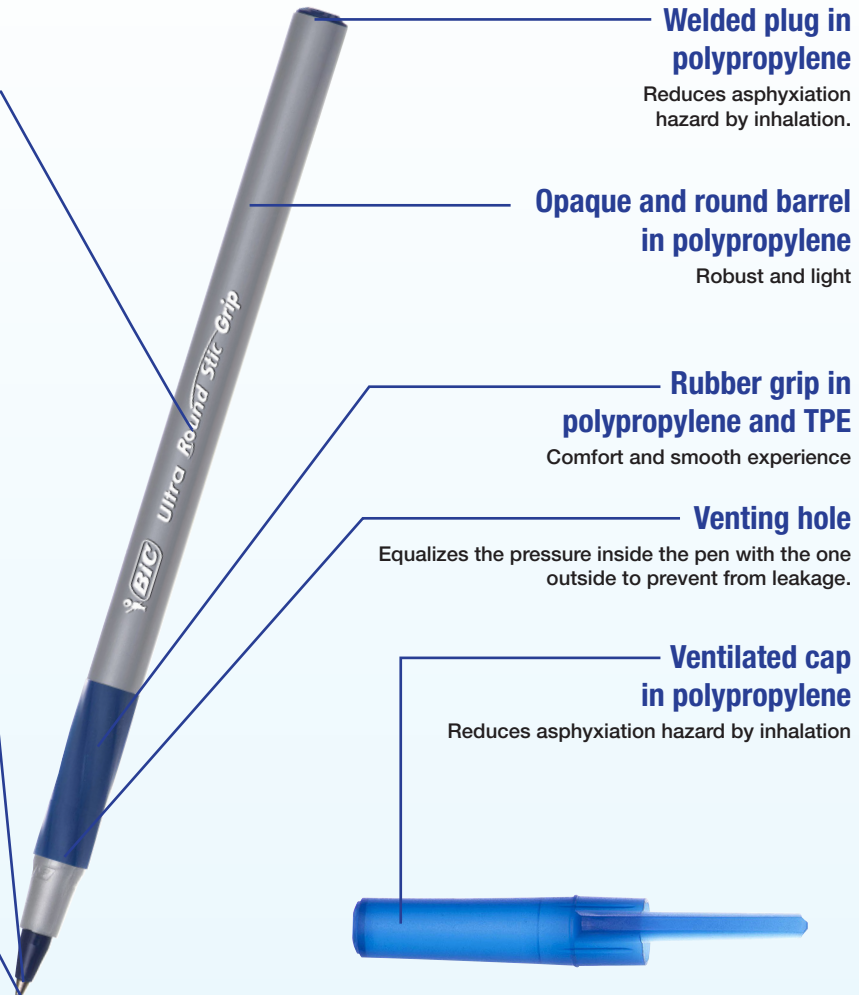 Welded plug in
polypropylene
Reduces asphyxiation
hazard by inhalation.
Opaque and round barrel
in polypropylene
Robust and light
Rubber grip in
polypropylene and TPE
Comfort and smooth experience
Venting hole
Equalizes the pressure inside the pen with the one
outside to prevent from leakage.
Ventilated cap
in polypropylene
Reduces asphyxiation hazard by inhalation
BIC Ultra Round Stic Grip